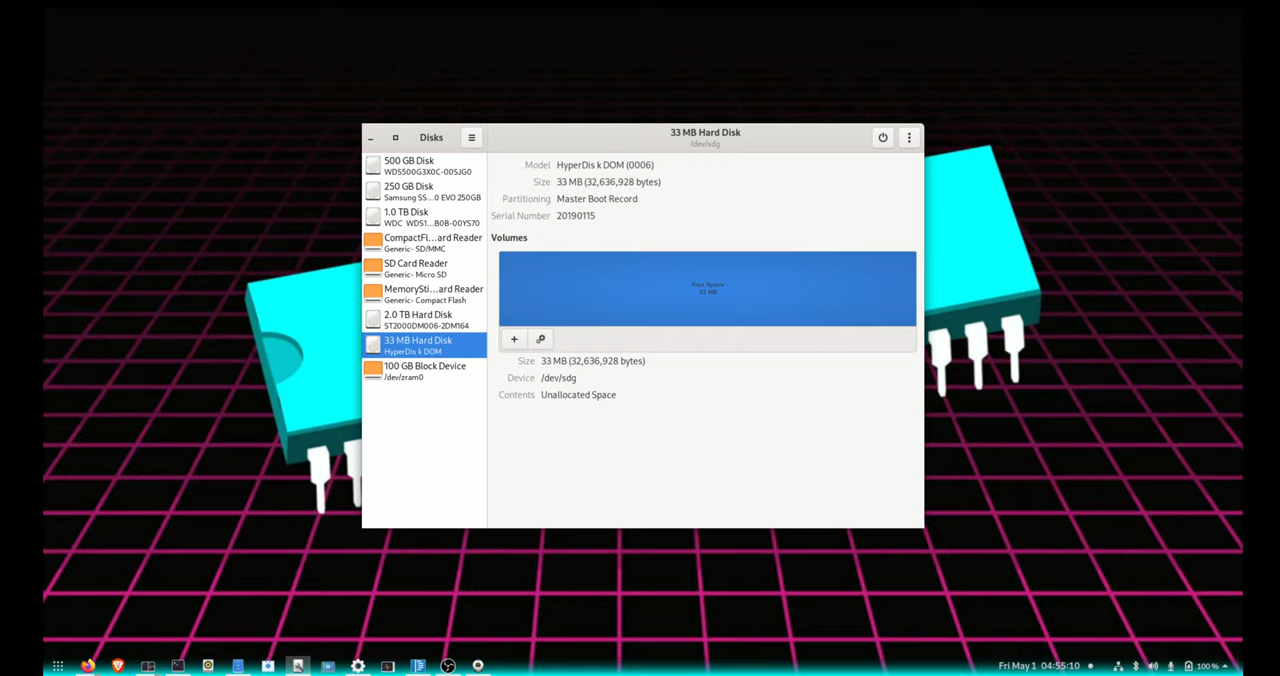 Disks
33 MB Hard Disk
/dev/sdg
500 GB Disk
WDS500G3X0C-00SJG0
250 GB Disk
Samsung SS...0 EVO 250GB
1.0 TB Disk
WDC WDS1...B0B-00YS70
CompactFl...ard Reader
Generic- SD/MMC
SD Card Reader
Generic- Micro SD
MemorySti...ard Reader
Generic- Compact Flash
2.0 TB Hard Disk
ST2000DM006-2DM164
33 MB Hard Disk
HyperDis k DOM
100 GB Block Device
/dev/zram0
Model HyperDis k DOM (0006)
Size 33 MB (32,636,928 bytes)
Partitioning Master Boot Record
Serial Number 20190115
Volumes
Free Space
33 MB
Size 33 MB (32,636,928 bytes)
Device /dev/sdg
Contents Unallocated Space
Fri May 1 04:55:10
100 %